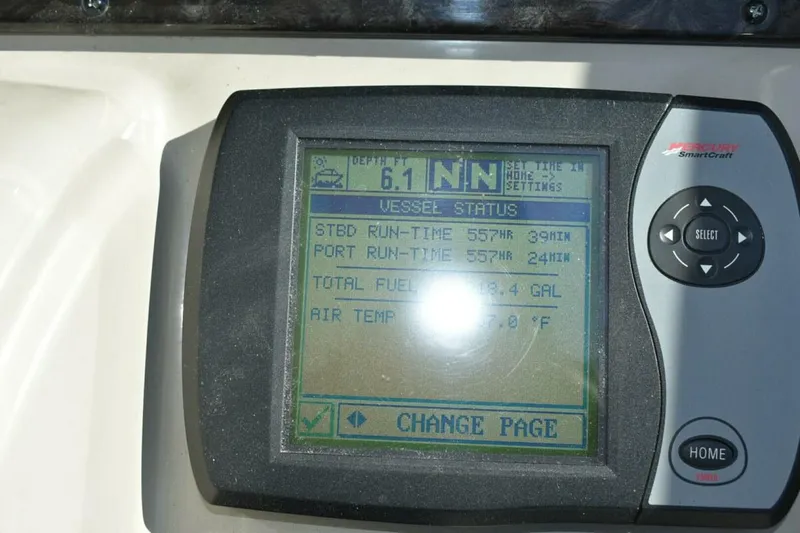 DEPTH FT
6.1
N N
SET TIME IN
HOME ->
SETTINGS
VESSEL STATUS
STBD RUN-TIME 557HR 39MIN
PORT RUN-TIME 557HR 24MIN
TOTAL FUEL GAL
AIR TEMP °F
CHANGE PAGE
MERCURY
SmartCraft
SELECT
HOME